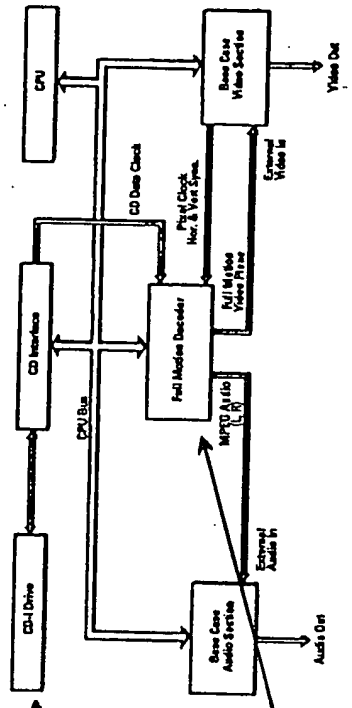 CD-I Drive
CD Interface
CPU
CPU Bus
CD Data Clock
Full Motion Decoder
Pixel Clock
Hor. & Vert Sync.
Base Case
Audio Section
Base Case
Video Section
MPEG Audio
(L, R)
Full Motion
Video Plane
External
Audio In
External
Video In
Audio Out
Video Out